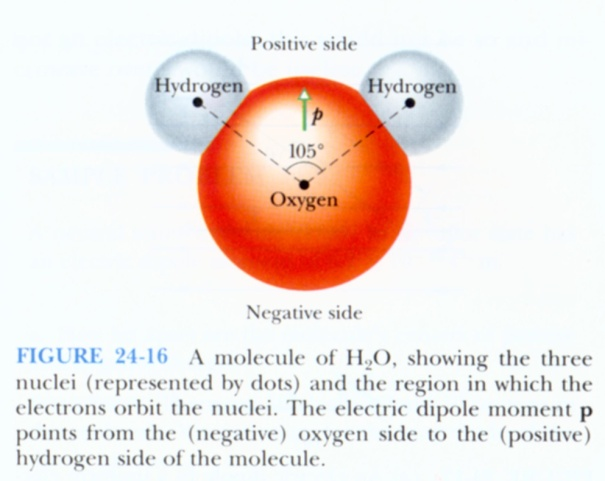 Positive side
Hydrogen Hydrogen
p
105°
Oxygen
Negative side
FIGURE 24-16 A molecule of H₂O, showing the three
nuclei (represented by dots) and the region in which the
electrons orbit the nuclei. The electric dipole moment p
points from the (negative) oxygen side to the (positive)
hydrogen side of the molecule.